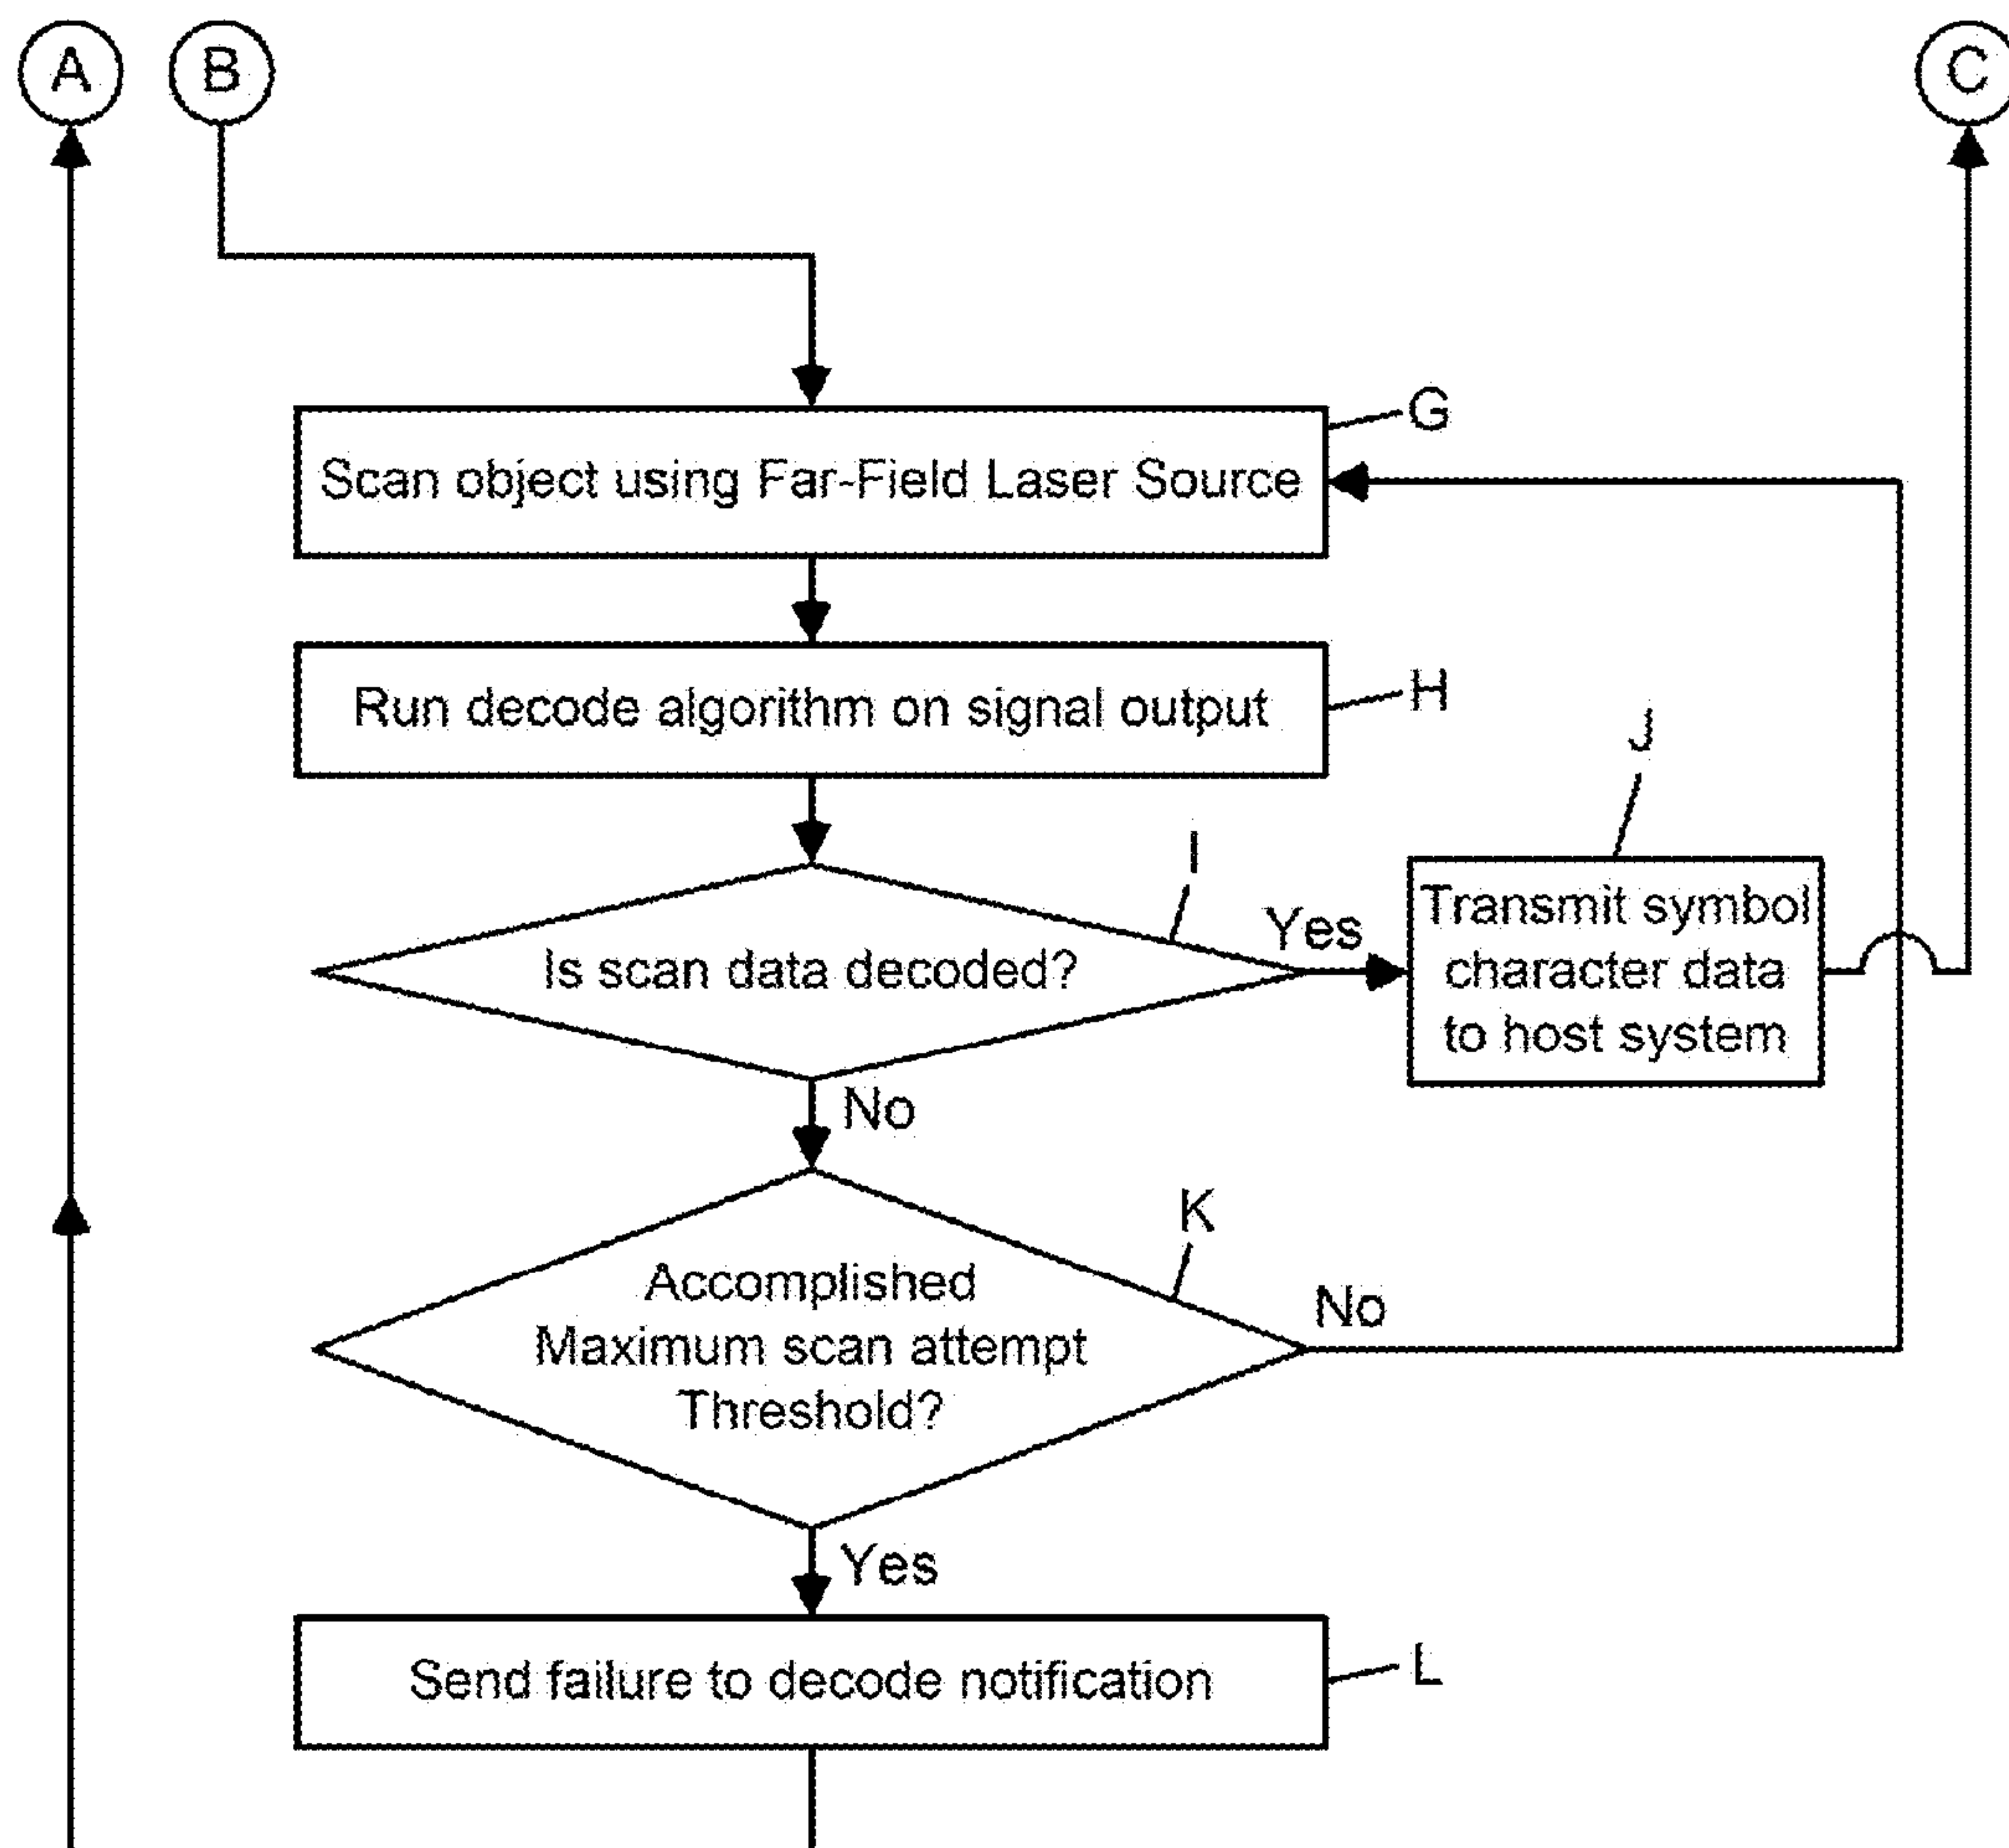 A
B
C
Scan object using Far-Field Laser Source
G
Run decode algorithm on signal output
H
J
I
Is scan data decoded?
Yes
Transmit symbol
character data
to host system
No
K
Accomplished
Maximum scan attempt
Threshold?
No
Yes
Send failure to decode notification
L